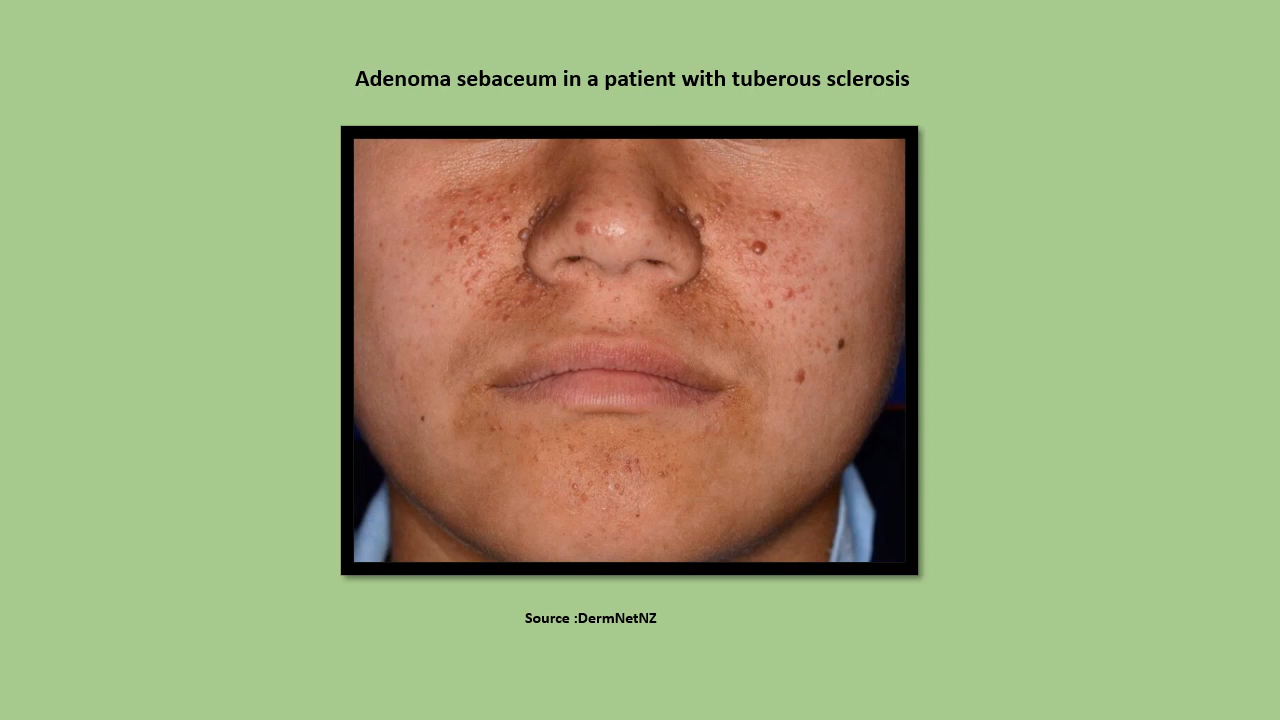 Adenoma sebaceum in a patient with tuberous sclerosis
Source :DermNetNZ